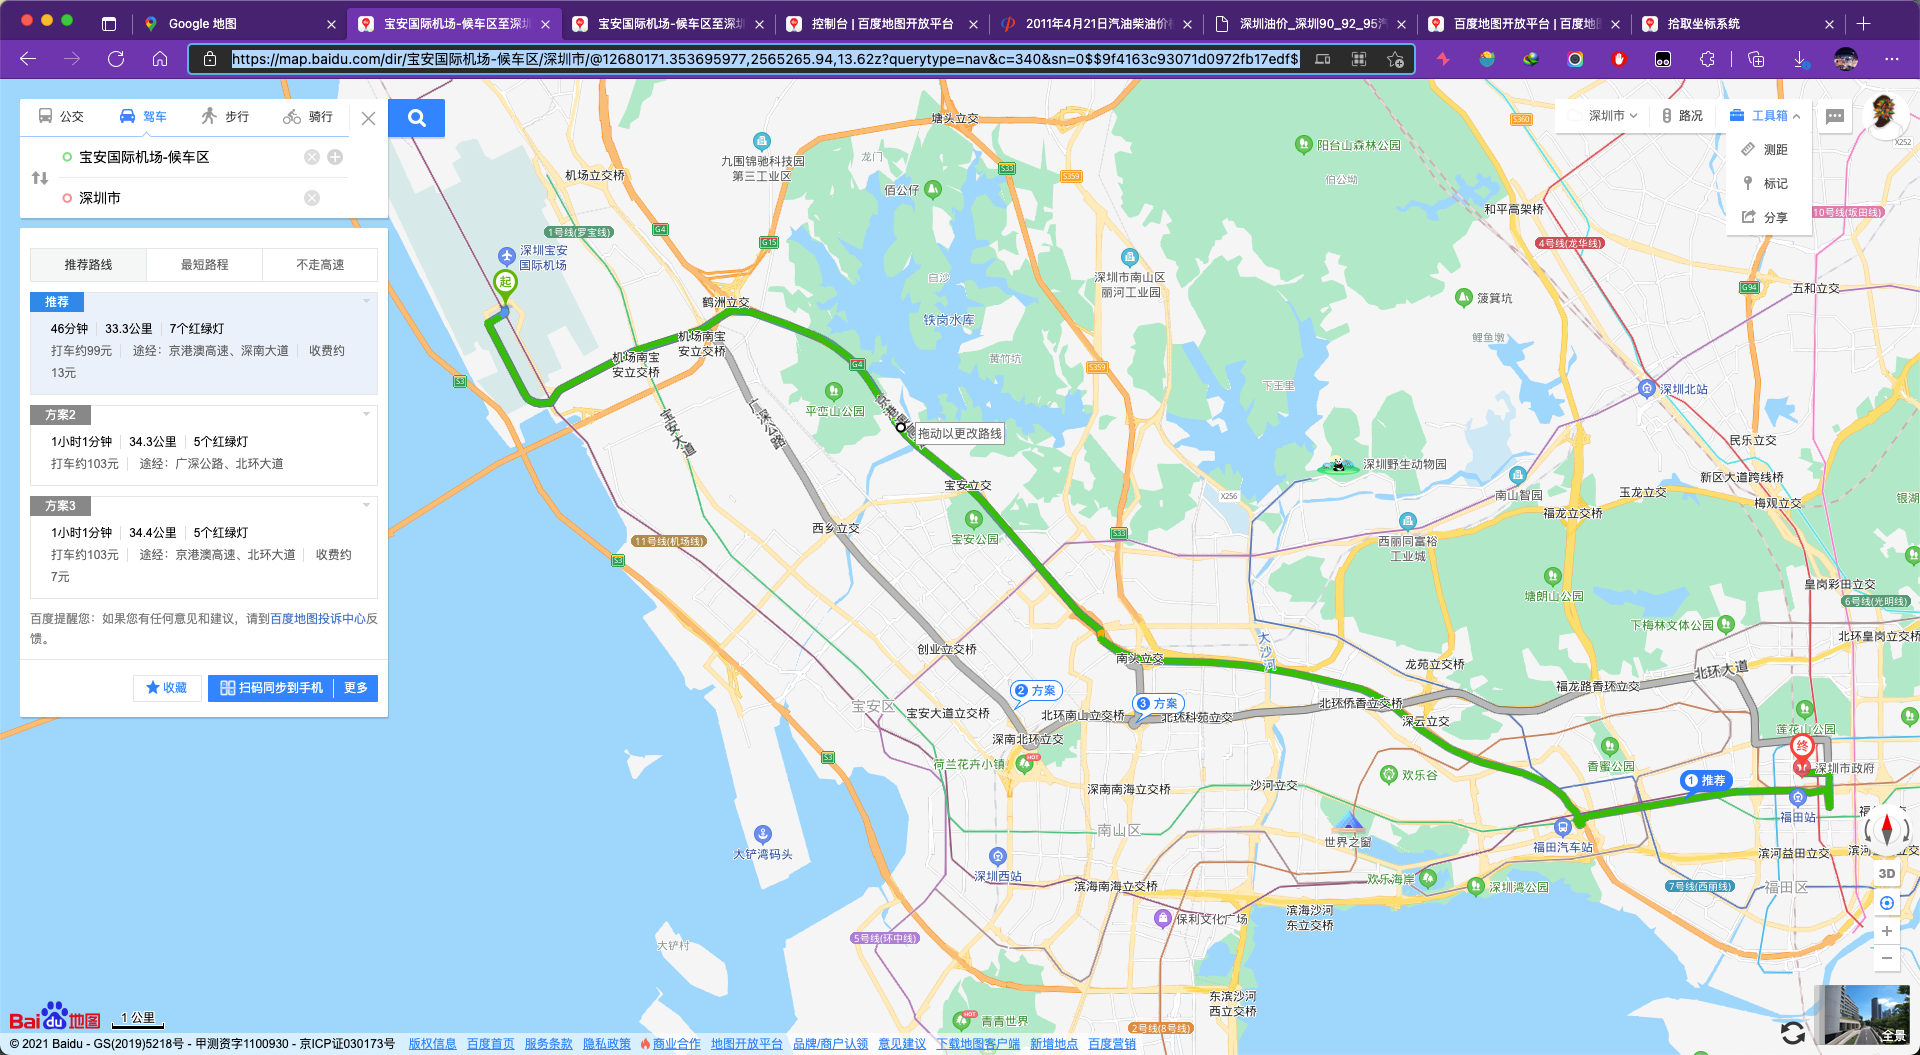 Google 地图
宝安国际机场-候车区至深圳
宝安国际机场-候车区至深圳
控制台 | 百度地图开放平台
2011年4月21日汽油柴油价
深圳油价_深圳90_92_95汽
百度地图开放平台 | 百度地
拾取坐标系统
https://map.baidu.com/dir/宝安国际机场-候车区/深圳市/@12680171.353695977,2565265.94,13.62z?querytype=nav&c=340&sn=0$$9f4163c93071d0972fb17edf$
公交
驾车
步行
骑行
宝安国际机场-候车区
深圳市
推荐路线
最短路程
不走高速
推荐
46分钟 33.3公里 7个红绿灯
打车约99元 途经：京港澳高速、深南大道 收费约
13元
方案2
1小时1分钟 34.3公里 5个红绿灯
打车约103元 途经：广深公路、北环大道
方案3
1小时1分钟 34.4公里 5个红绿灯
打车约103元 途经：京港澳高速、北环大道 收费约
7元
百度提醒您：如果您有任何意见和建议，请到百度地图投诉中心反
馈。
收藏
扫码同步到手机
更多
深圳市
路况
工具箱
测距
标记
分享
塘头立交
S360
X252
九围锦驰科技园
第三工业区
龙门
阳台山森林公园
机场立交桥
S33
S359
伯公坳
佰公仔
和平高架桥
10号线(坂田线)
1号线(罗宝线)
G4
G15
4号线(龙华线)
深圳宝安
国际机场
起
白沙
深圳市南山区
丽河工业园
菠箕坑
G94
五和立交
鹤洲立交
铁岗水库
机场南宝
安立交桥
机场南宝
安立交桥
鲤鱼墩
黄竹坑
G4
S359
S3
下王里
深圳北站
平峦山公园
宝安大道
广深公路
拖动以更改路线
民乐立交
深圳野生动物园
新区大道跨线桥
宝安立交
X256
南山智园
玉龙立交
梅观立交
银湖
西乡立交
宝安公园
S33
福龙立交桥
11号线(机场线)
西丽同富裕
工业城
S3
塘朗山公园
皇岗彩田立交
6号线(光明线)
下梅林文体公园
北环皇岗立交桥
大沙河
创业立交桥
南头立交
龙苑立交桥
北环大道
2 方案
3 方案
福龙路香环立交
宝安区
宝安大道立交桥
北环南山立交桥
北环科苑立交
北环侨香立交桥
深云立交
莲花山公园
深南北环立交
终
S3
荷兰花卉小镇
HOT
欢乐谷
香蜜公园
深圳市政府
1 推荐
深南南海立交桥
沙河立交
福田站
南山区
世界之窗
福田汽车站
大铲湾码头
滨河益田立交
深圳西站
滨海南海立交桥
欢乐海岸
深圳湾公园
7号线(西丽线)
福田区
3D
保利文化广场
滨海沙河
东立交桥
5号线(环中线)
大铲村
东滨沙河
西立交桥
HOT
青青世界
2号线(8号线)
全景
Bai du 地图
1 公里
© 2021 Baidu - GS(2019)5218号 - 甲测资字1100930 - 京ICP证030173号 版权信息 百度首页 服务条款 隐私政策 商业合作 地图开放平台 品牌/商户认领 意见建议 下载地图客户端 新增地点 百度营销